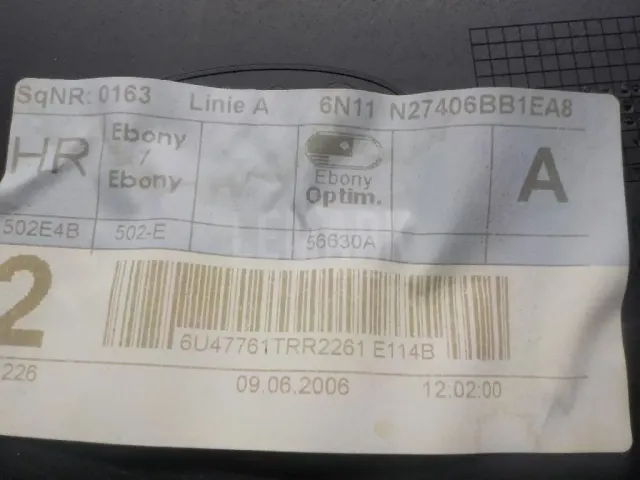 SqNR: 0163 Linie A 6N11 N27406BB1EA8
HR Ebony / Ebony Ebony Optim. A
502E4B 502-E 56630A
2
6U47761TRR2261 E114B
226 09.06.2006 12:02:00